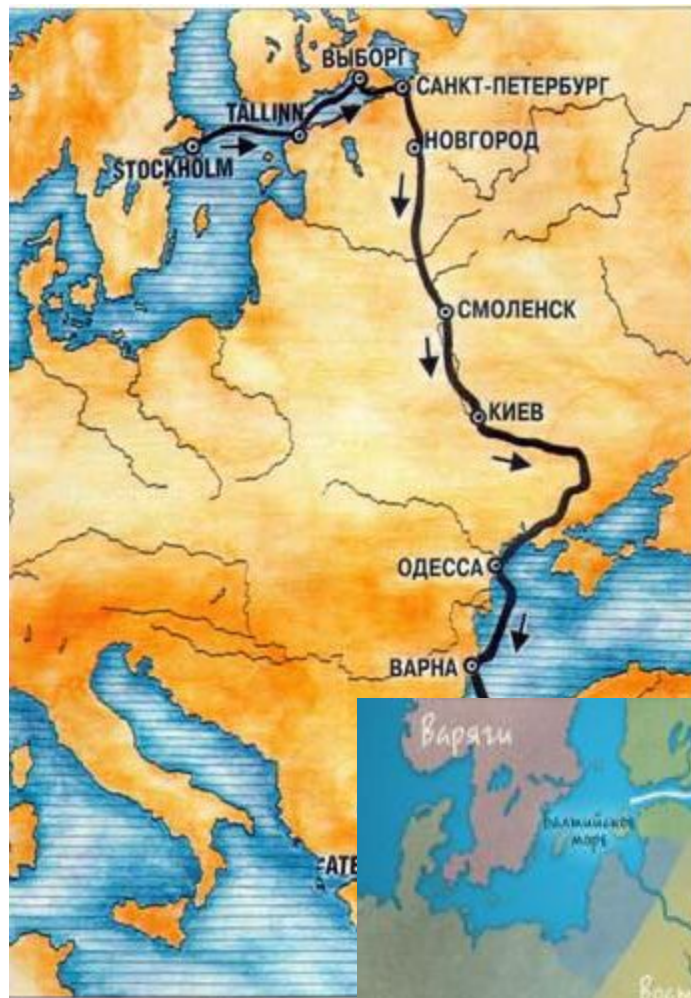 ВЫБОРГ
САНКТ-ПЕТЕРБУРГ
TALLINN
НОВГОРОД
STOCKHOLM
СМОЛЕНСК
КИЕВ
ОДЕССА
ВАРНА
Варяги
Балтийское
море